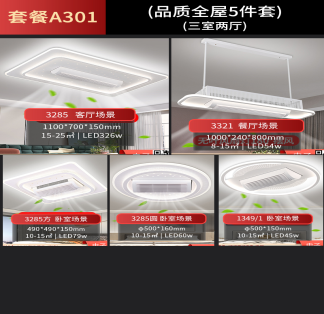 套餐A301
(品质全屋5件套)
(三室两厅)
3285 客厅场景
1100*700*150mm
15-25㎡ | LED326w
3321 餐厅场景
1000*240*800mm
8-15㎡ | LED54w
3285方 卧室场景
490*490*150mm
10-15㎡ | LED79w
3285圆 卧室场景
φ500*160mm
10-15㎡ | LED60w
1349/1 卧室场景
φ500*150mm
10-15㎡ | LED45w